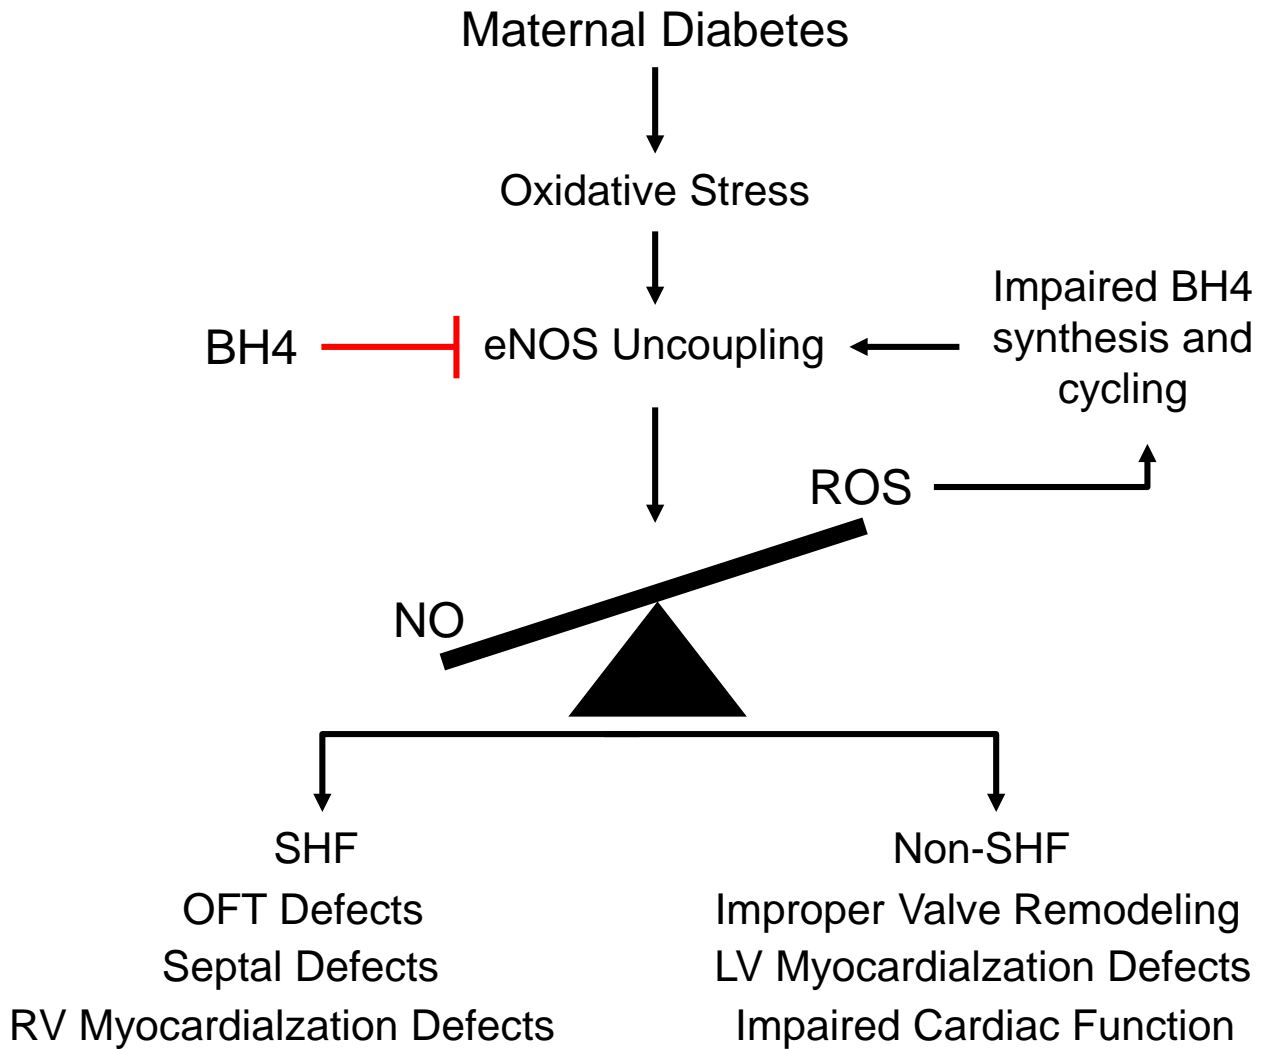 Maternal Diabetes
Oxidative Stress
BH4
eNOS Uncoupling
Impaired BH4
synthesis and
cycling
ROS
NO
SHF
OFT Defects
Septal Defects
RV Myocardialzation Defects
Non-SHF
Improper Valve Remodeling
LV Myocardialzation Defects
Impaired Cardiac Function